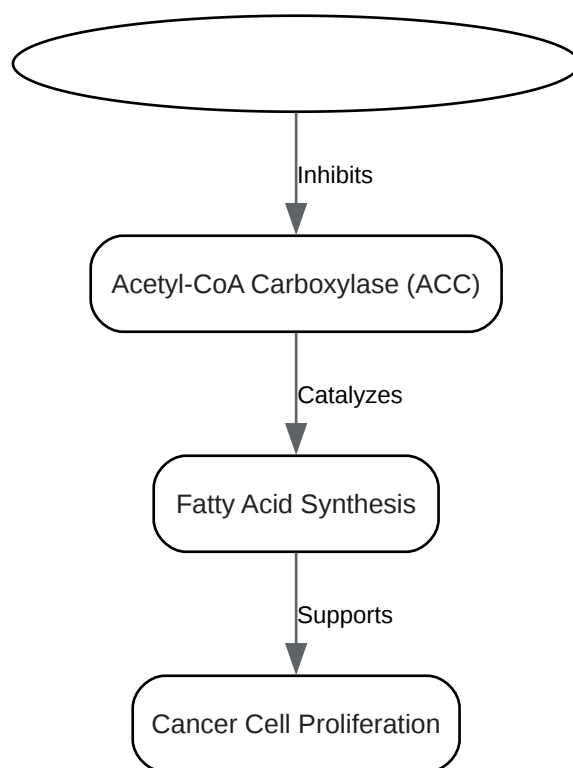 Inhibits
Acetyl-CoA Carboxylase (ACC)
Catalyzes
Fatty Acid Synthesis
Supports
Cancer Cell Proliferation